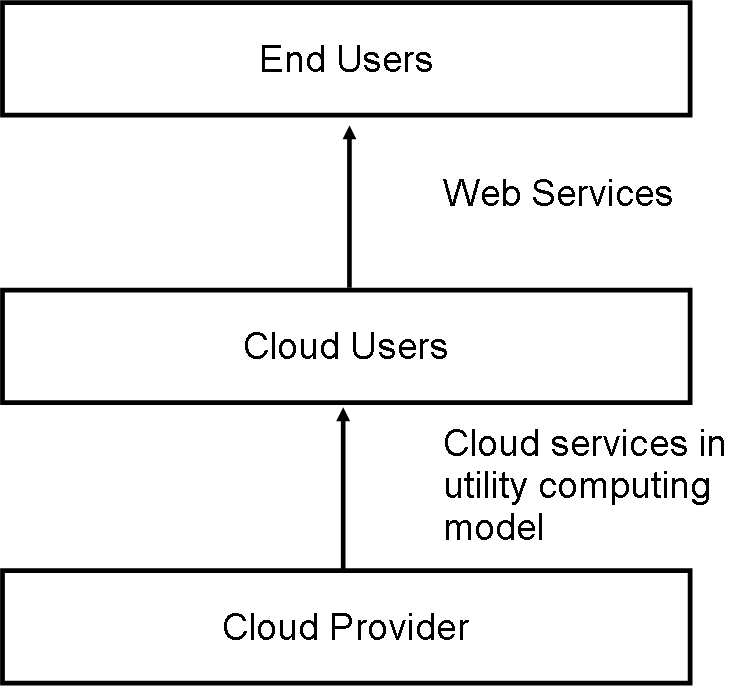 End Users
Web Services
Cloud Users
Cloud services in
utility computing
model
Cloud Provider